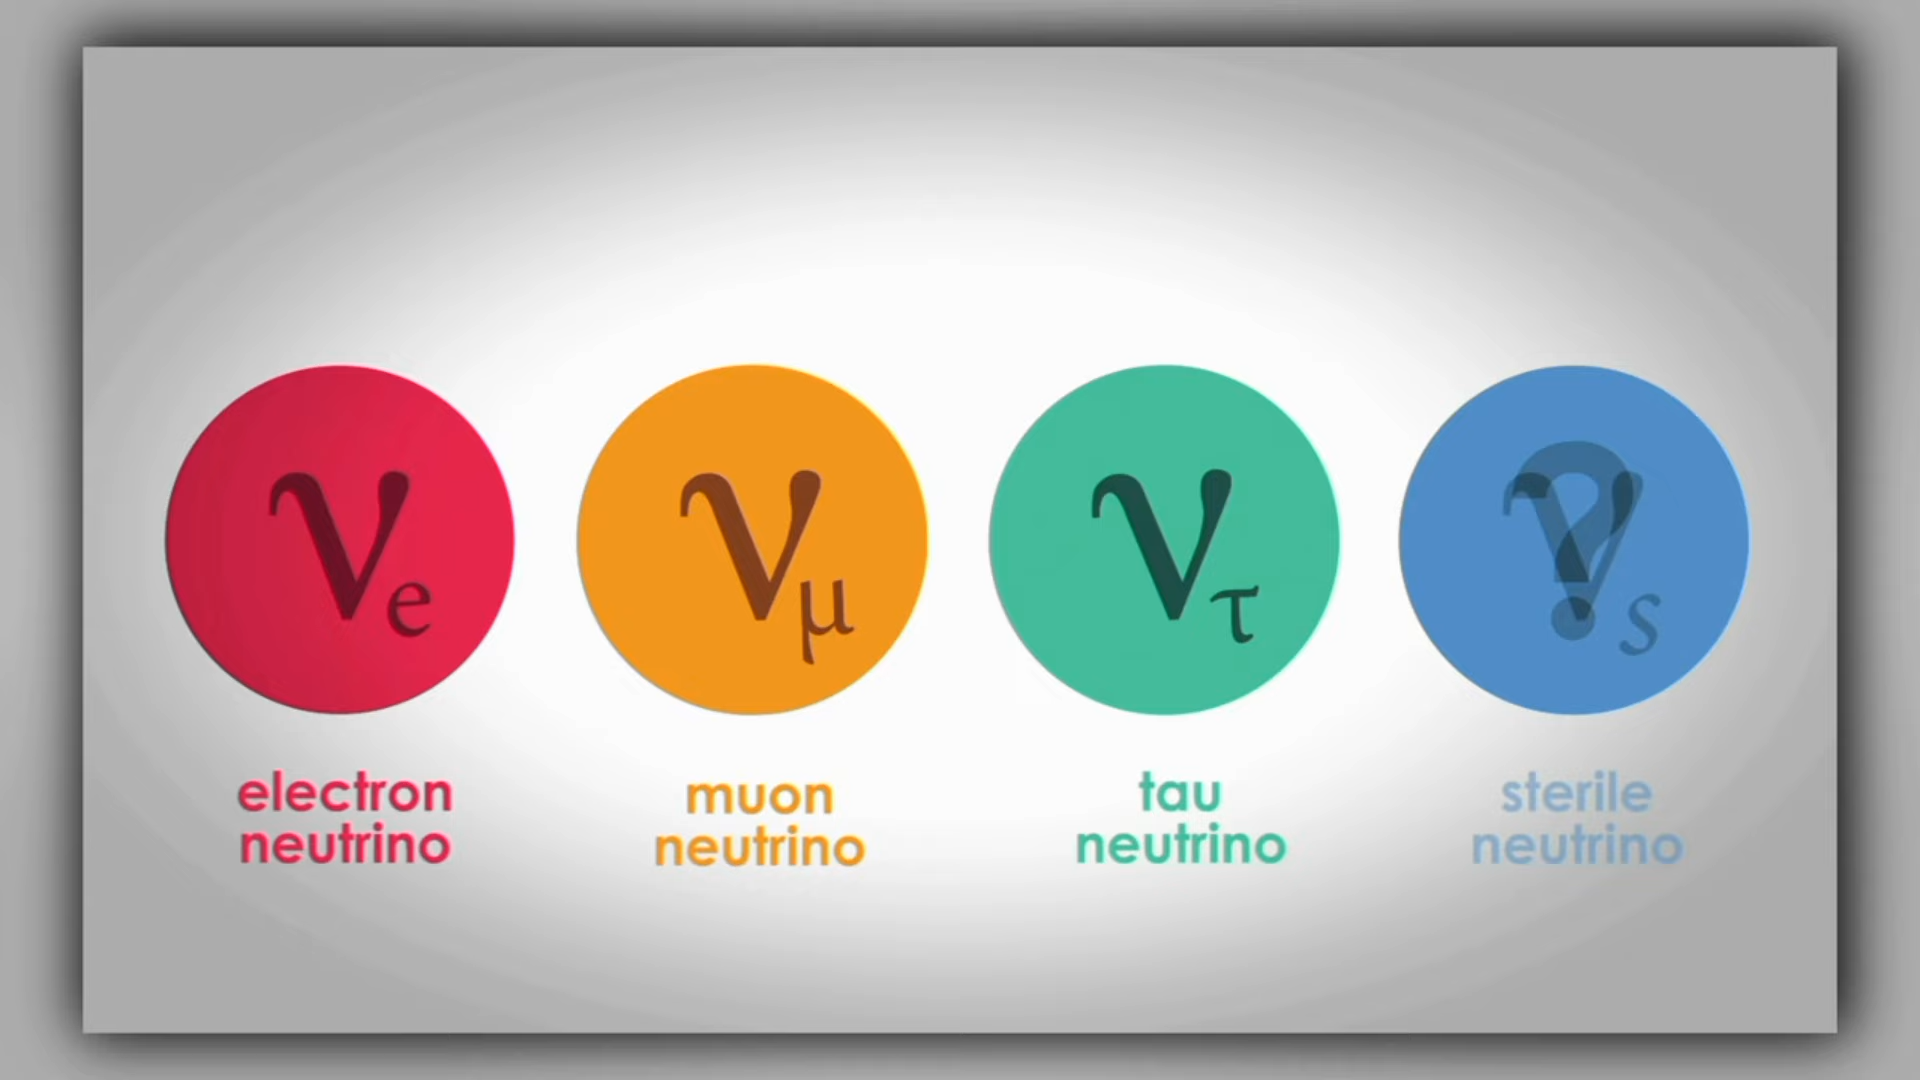 νe
νμ
ντ
ν?s
electron
neutrino
muon
neutrino
tau
neutrino
sterile
neutrino